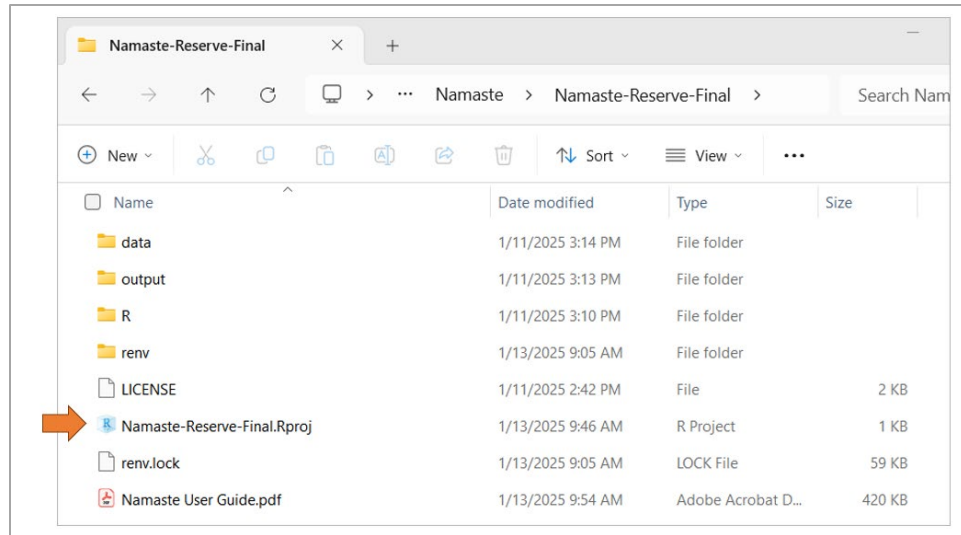 Namaste-Reserve-Final
Namaste > Namaste-Reserve-Final > Search Nam
New Sort View
Name Date modified Type Size
data 1/11/2025 3:14 PM File folder
output 1/11/2025 3:13 PM File folder
R 1/11/2025 3:10 PM File folder
renv 1/13/2025 9:05 AM File folder
LICENSE 1/11/2025 2:42 PM File 2 KB
Namaste-Reserve-Final.Rproj 1/13/2025 9:46 AM R Project 1 KB
renv.lock 1/13/2025 9:05 AM LOCK File 59 KB
Namaste User Guide.pdf 1/13/2025 9:54 AM Adobe Acrobat D... 420 KB